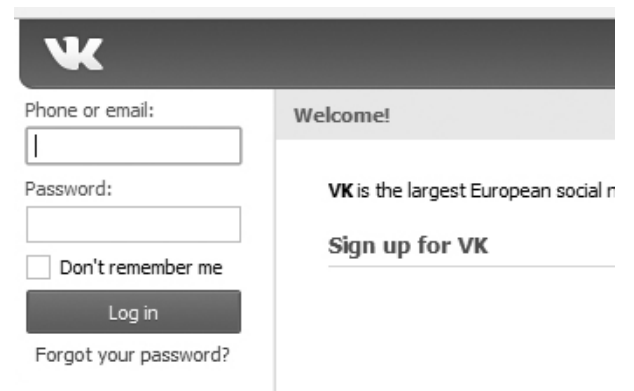 VK
Phone or email:
Welcome!
Password:
VK is the largest European social n
Don't remember me
Sign up for VK
Log in
Forgot your password?